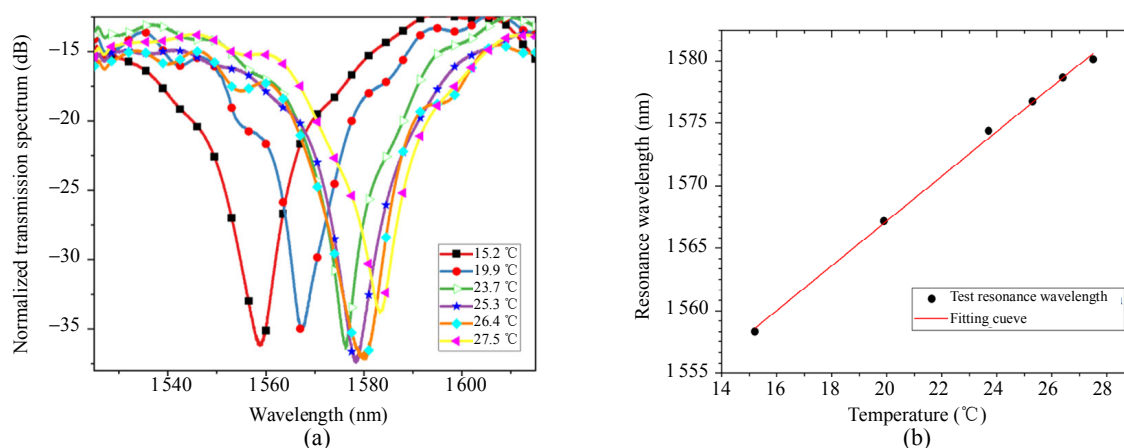 Normalized transmission spectrum (dB)
−15
−20
−25
−30
−35
15.2 ℃
19.9 ℃
23.7 ℃
25.3 ℃
26.4 ℃
27.5 ℃
1 540
1 560
1 580
1 600
Wavelength (nm)
(a)
Resonance wavelength (nm)
1 580
1 575
1 570
1 565
1 560
1 555
Test resonance wavelength
Fitting cueve
14 16 18 20 22 24 26 28
Temperature (℃)
(b)